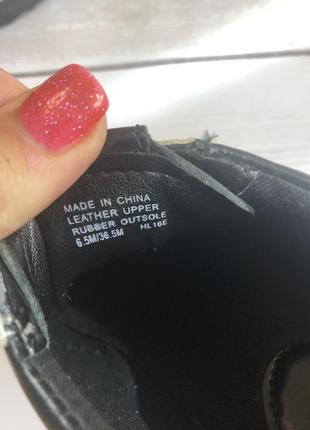 MADE IN CHINA
LEATHER UPPER
RUBBER OUTSOLE
6.5M/36.5M HL16E